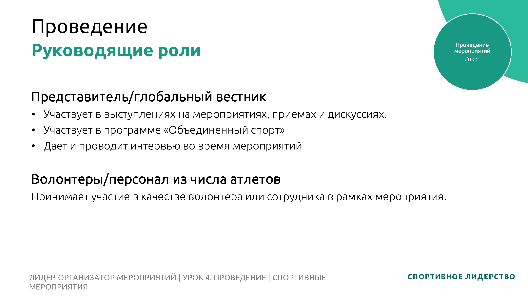 Проведение
Руководящие роли
Проведение
мероприятий
Представитель/глобальный вестник
• Участвует в выступлениях на мероприятиях, приемах и дискуссиях.
• Участвует в программе «Объединенный спорт»
• Дает и проводит интервью во время мероприятий
Волонтеры/персонал из числа атлетов
Принимает участие в качестве волонтера или сотрудника в рамках мероприятия.
ЛИДЕР-ОРГАНИЗАТОР МЕРОПРИЯТИЙ | УРОК 4. ПРОВЕДЕНИЕ | СПОРТИВНЫЕ
МЕРОПРИЯТИЯ
СПОРТИВНОЕ ЛИДЕРСТВО